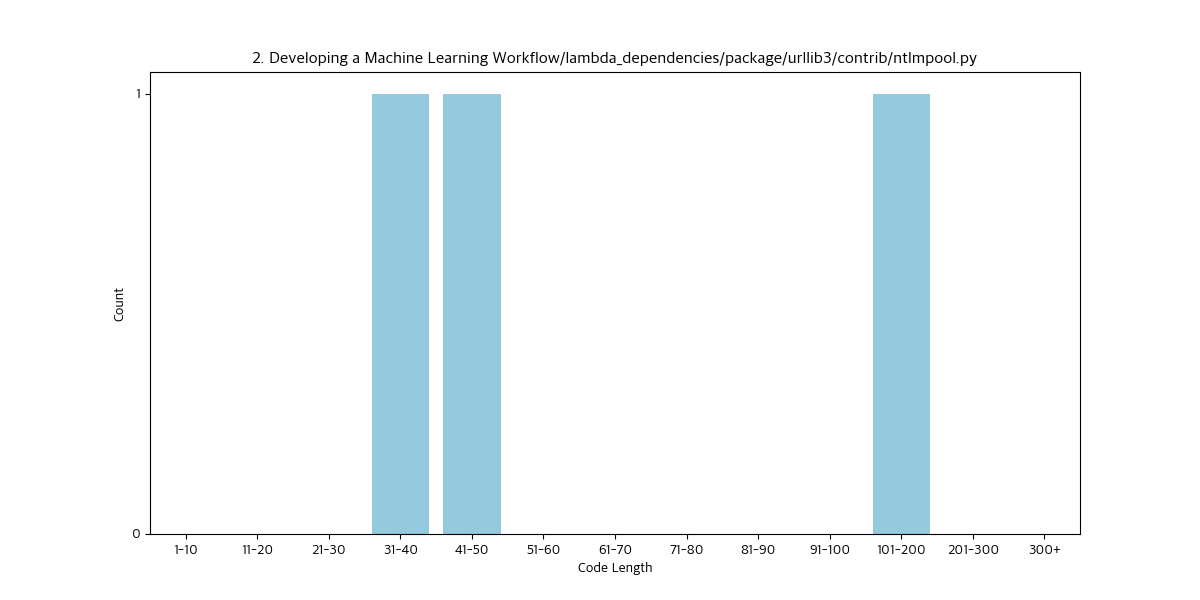 2. Developing a Machine Learning Workflow/lambda_dependencies/package/urllib3/contrib/ntlmpool.py
1
0
Count
1-10 11-20 21-30 31-40 41-50 51-60 61-70 71-80 81-90 91-100 101-200 201-300 300+
Code Length